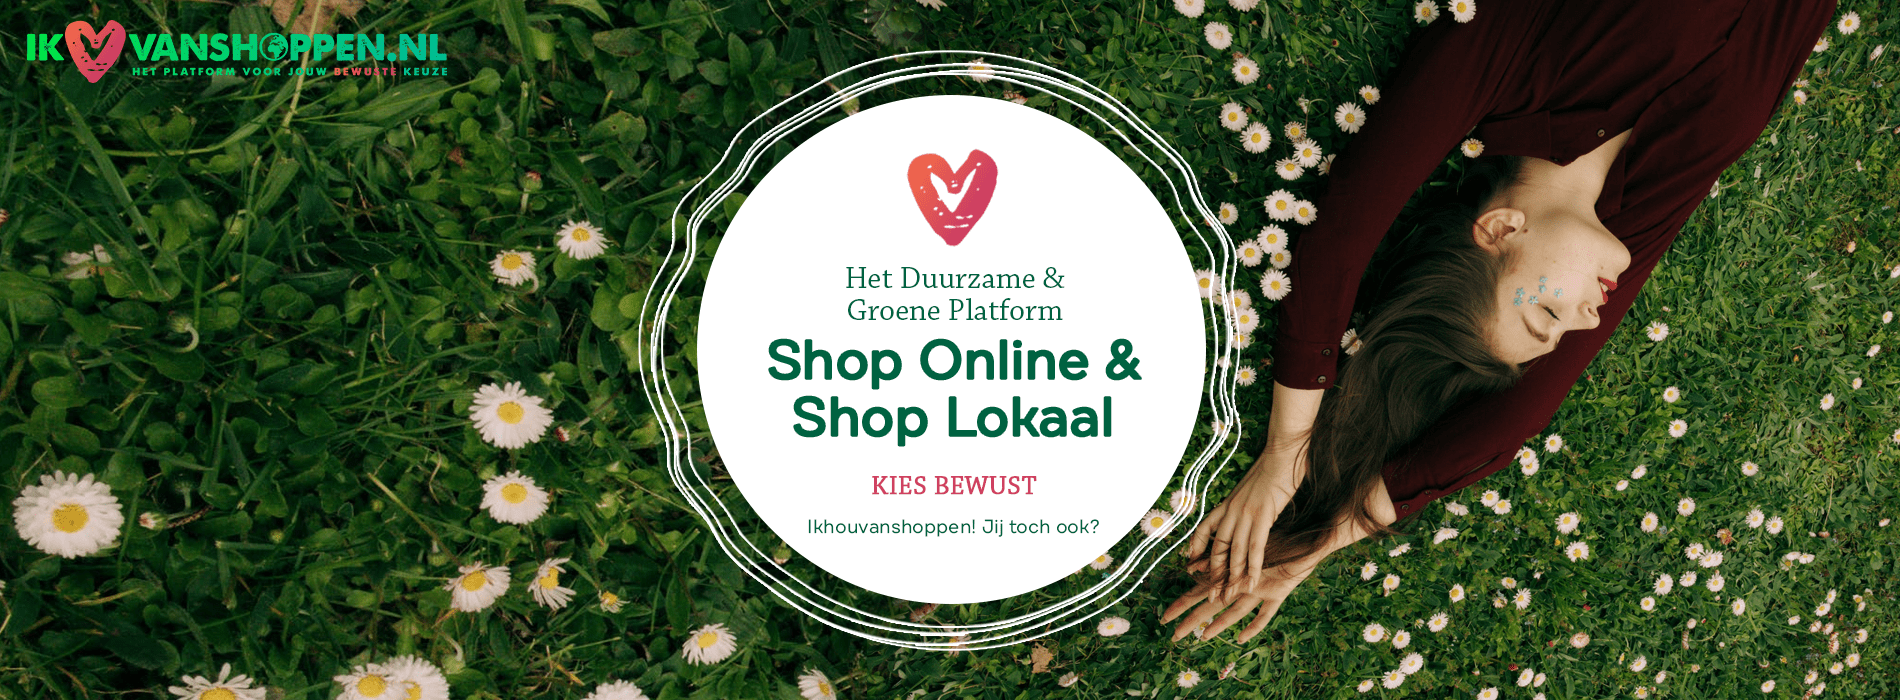 IK VANSHOPPEN.NL
HET PLATFORM VOOR JOUW BEWUSTE KEUZE
Het Duurzame &
Groene Platform
Shop Online &
Shop Lokaal
KIES BEWUST
Ikhouvanshoppen! Jij toch ook?